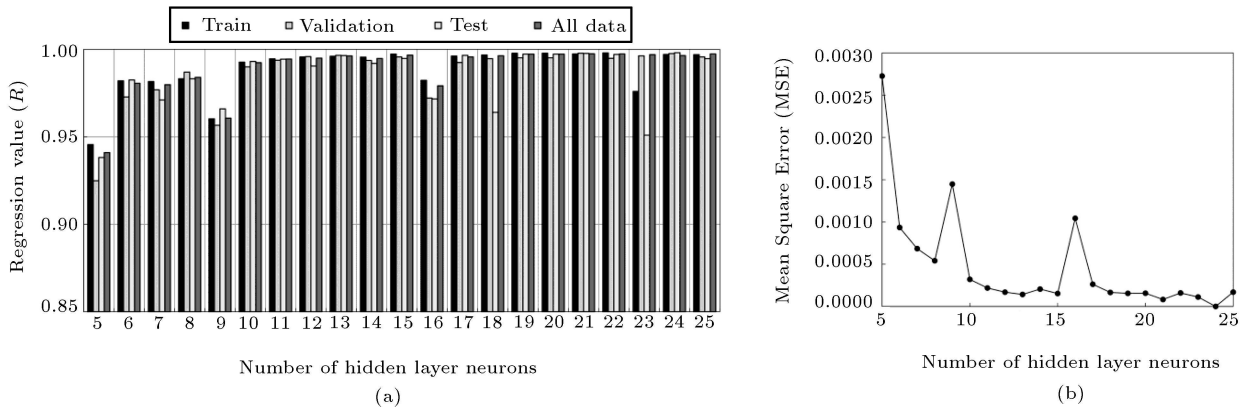 Train Validation Test All data
Regression value (R)
1.00
0.95
0.90
0.85
5 6 7 8 9 10 11 12 13 14 15 16 17 18 19 20 21 22 23 24 25
Number of hidden layer neurons
(a)
Mean Square Error (MSE)
0.0030
0.0025
0.0020
0.0015
0.0010
0.0005
0.0000
5 10 15 20 25
Number of hidden layer neurons
(b)